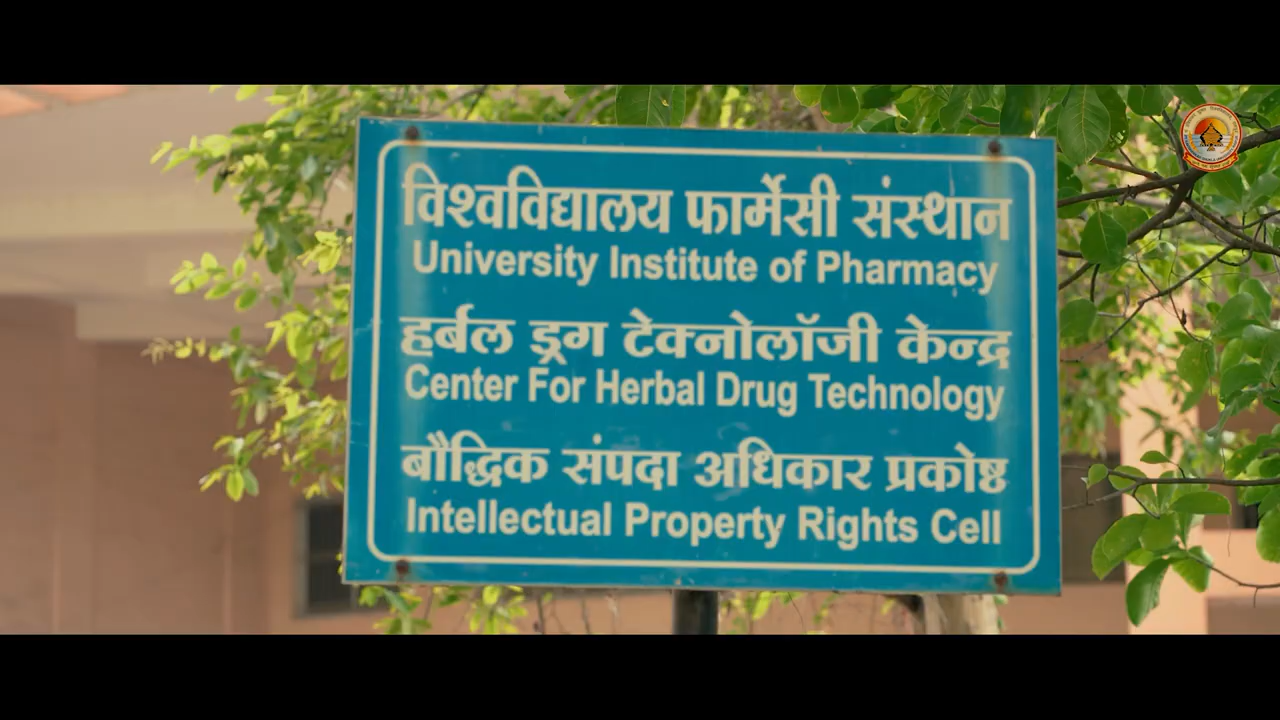 विश्वविद्यालय फार्मेसी संस्थान
University Institute of Pharmacy
हर्बल ड्रग टेक्नोलॉजी केन्द्र
Center For Herbal Drug Technology
बौद्धिक संपदा अधिकार प्रकोष्ठ
Intellectual Property Rights Cell